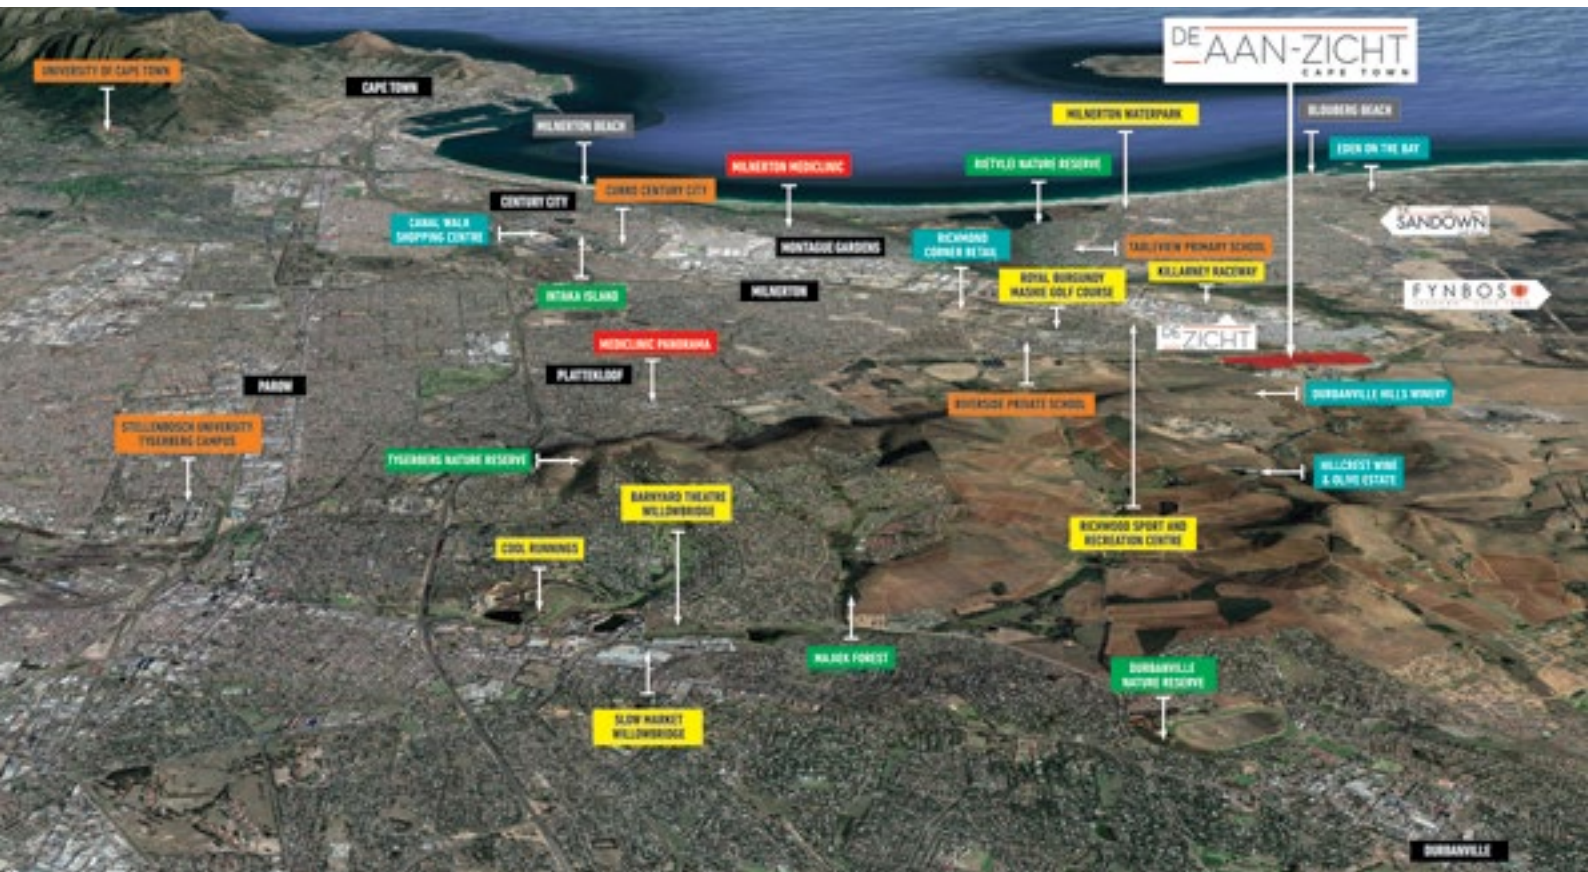 DE AAN-ZICHT
CAPE TOWN
UNIVERSITY OF CAPE TOWN
CAPE TOWN
MILNERTON BEACH
MILNERTON WATERPARK
BLOUBERG BEACH
EDEN ON THE BAY
MILNERTON MEDICLINIC
RIETVLEI NATURE RESERVE
CENTURY CITY
CURRO CENTURY CITY
SANDOWN
CANAL WALK
SHOPPING CENTRE
MONTAGUE GARDENS
RICHMOND
CORNER RETAIL
TABLEVIEW PRIMARY SCHOOL
KILLARNEY RACEWAY
ROYAL BURGUNDY
MASHIE GOLF COURSE
INTAKA ISLAND
MILNERTON
FYNBOS
DE ZICHT
MEDICLINIC PANORAMA
PLATTEKLOOF
PAROW
RIVERSIDE PRIVATE SCHOOL
DURBANVILLE HILLS WINERY
STELLENBOSCH UNIVERSITY
TYGERBERG CAMPUS
TYGERBERG NATURE RESERVE
HILLCREST WINE
& OLIVE ESTATE
BARNYARD THEATRE
WILLOWBRIDGE
RICHWOOD SPORT AND
RECREATION CENTRE
COOL RUNNINGS
MAJIEK FOREST
DURBANVILLE
NATURE RESERVE
SLOW MARKET
WILLOWBRIDGE
DURBANVILLE